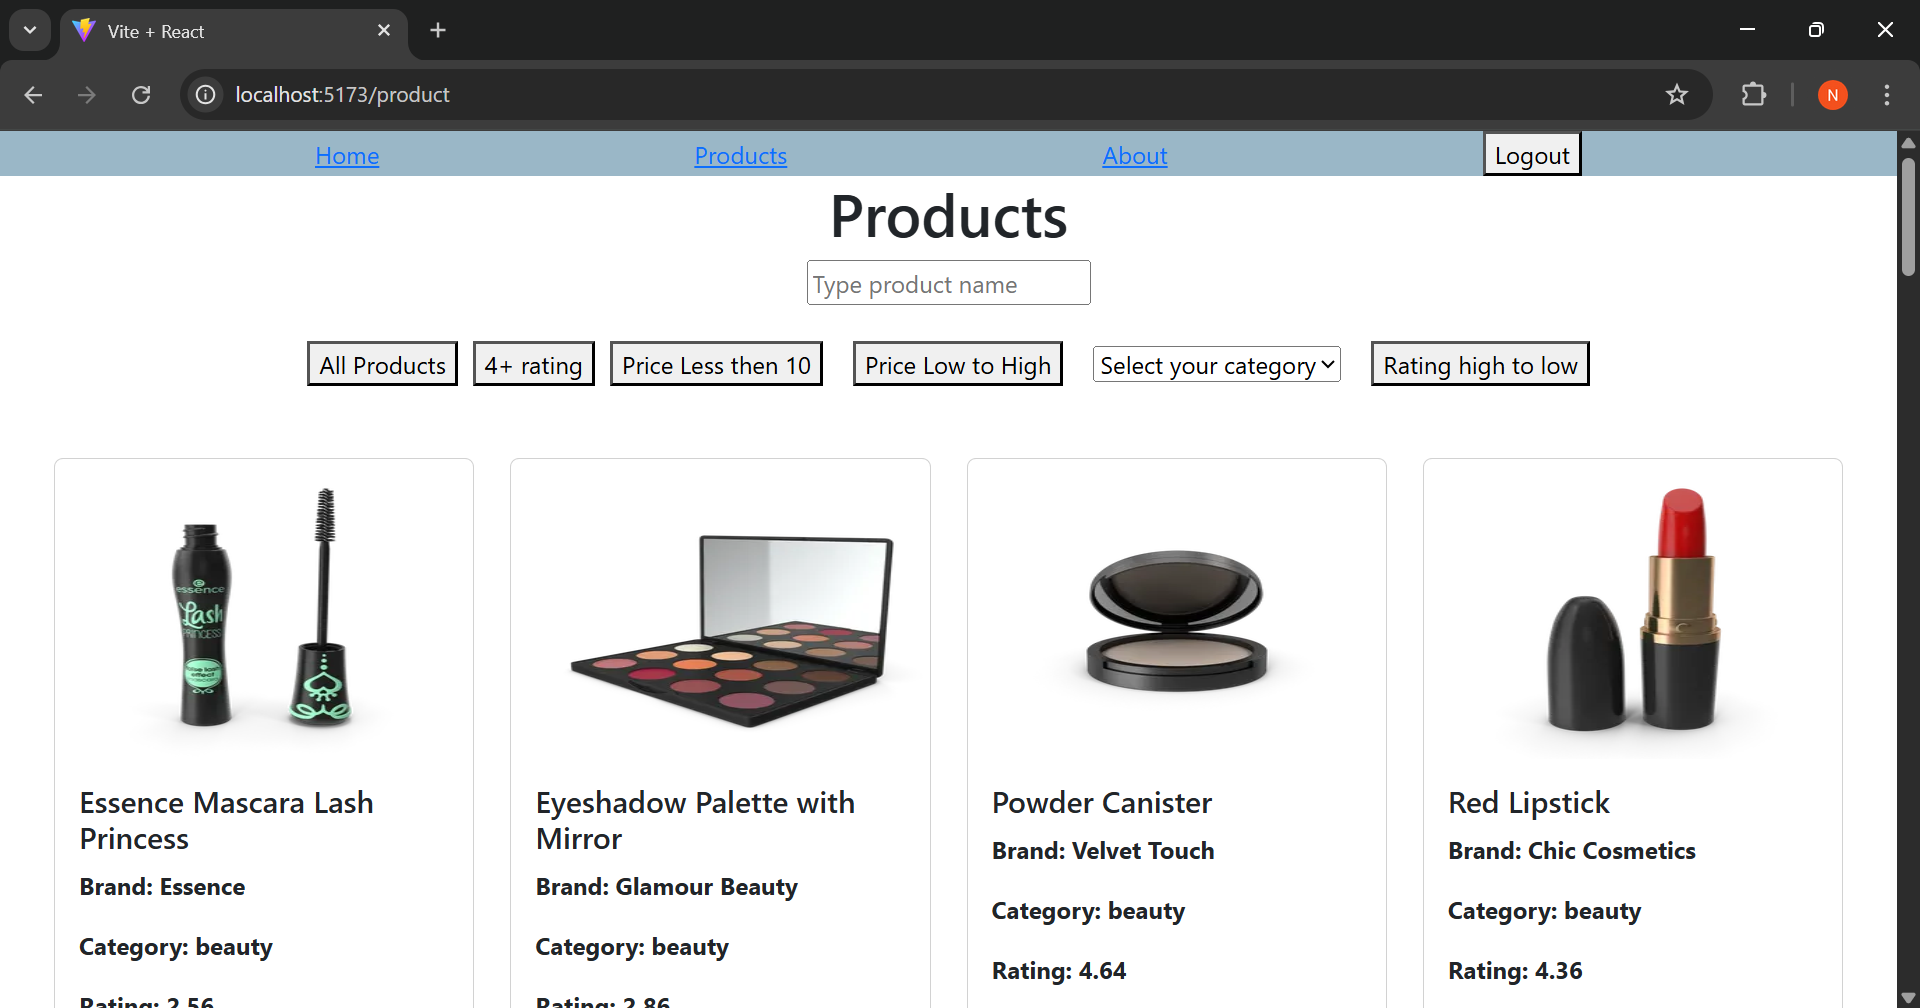 Vite + React
localhost:5173/product
N
Home Products About Logout
Products
Type product name
All Products 4+ rating Price Less then 10 Price Low to High Select your category Rating high to low
essence
Lash
PRINCESS
false lash
effect
Essence Mascara Lash
Princess
Brand: Essence
Category: beauty
Rating: 2.56
Eyeshadow Palette with
Mirror
Brand: Glamour Beauty
Category: beauty
Rating: 2.86
Powder Canister
Brand: Velvet Touch
Category: beauty
Rating: 4.64
Red Lipstick
Brand: Chic Cosmetics
Category: beauty
Rating: 4.36